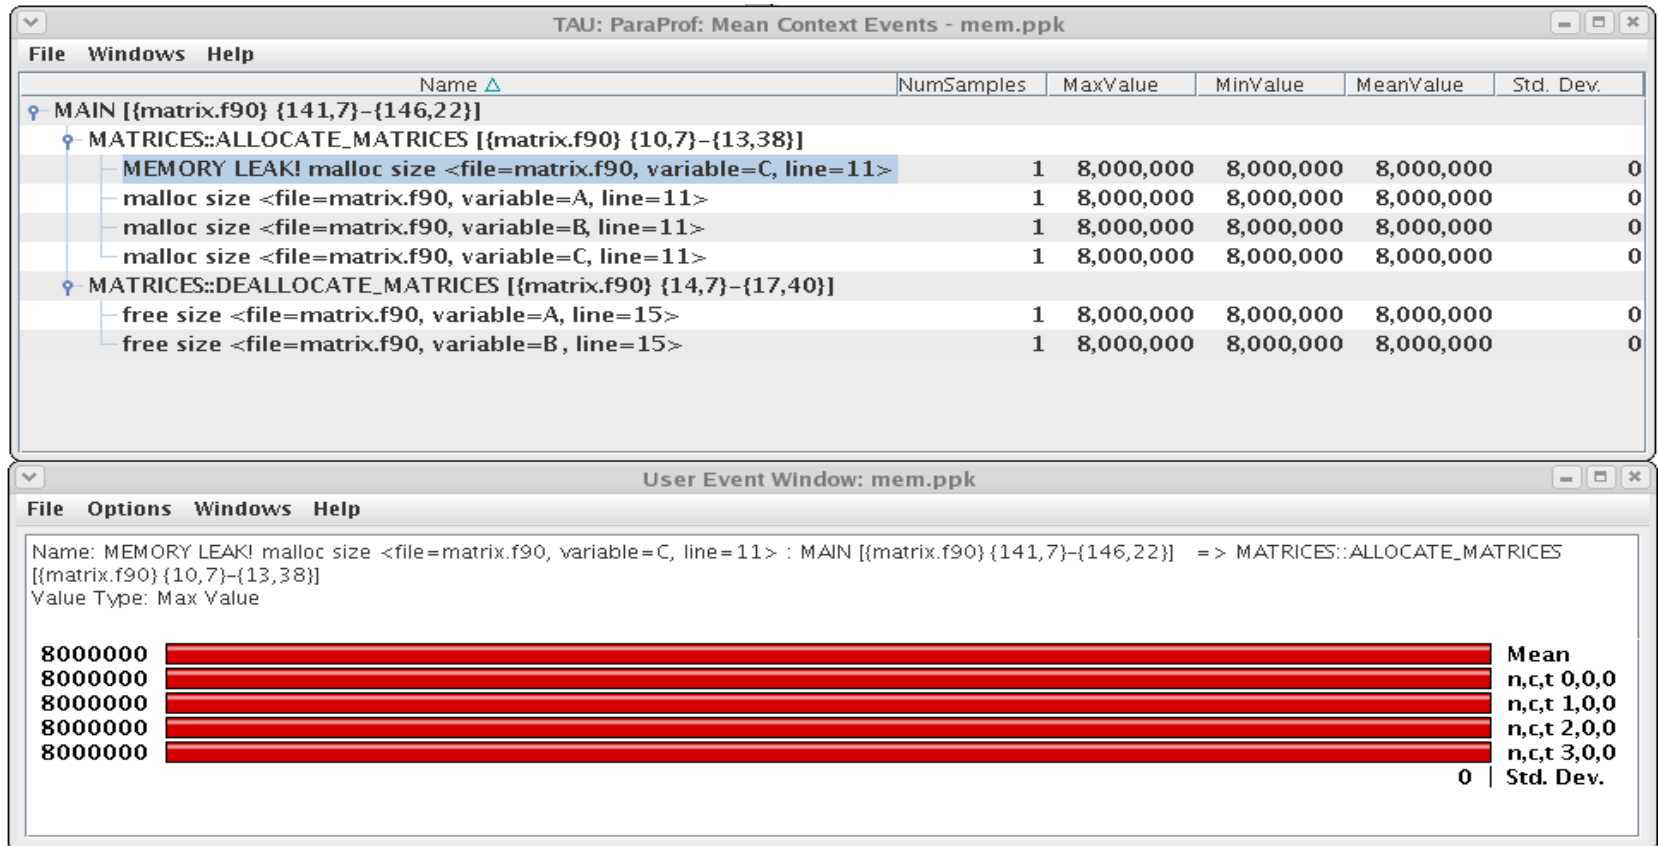 TAU: ParaProf: Mean Context Events - mem.ppk
File Windows Help
Name NumSamples MaxValue MinValue MeanValue Std. Dev.
MAIN [{matrix.f90} {141,7}-{146,22}]
MATRICES::ALLOCATE_MATRICES [{matrix.f90} {10,7}-{13,38}]
MEMORY LEAK! malloc size <file=matrix.f90, variable=C, line=11> 1 8,000,000 8,000,000 8,000,000 0
malloc size <file=matrix.f90, variable=A, line=11> 1 8,000,000 8,000,000 8,000,000 0
malloc size <file=matrix.f90, variable=B, line=11> 1 8,000,000 8,000,000 8,000,000 0
malloc size <file=matrix.f90, variable=C, line=11> 1 8,000,000 8,000,000 8,000,000 0
MATRICES::DEALLOCATE_MATRICES [{matrix.f90} {14,7}-{17,40}]
free size <file=matrix.f90, variable=A, line=15> 1 8,000,000 8,000,000 8,000,000 0
free size <file=matrix.f90, variable=B, line=15> 1 8,000,000 8,000,000 8,000,000 0
User Event Window: mem.ppk
File Options Windows Help
Name: MEMORY LEAK! malloc size <file=matrix.f90, variable=C, line=11> : MAIN [{matrix.f90} {141,7}-{146,22}] => MATRICES::ALLOCATE_MATRICES
[{matrix.f90} {10,7}-{13,38}]
Value Type: Max Value
8000000 Mean
8000000 n,c,t 0,0,0
8000000 n,c,t 1,0,0
8000000 n,c,t 2,0,0
8000000 n,c,t 3,0,0
0 Std. Dev.